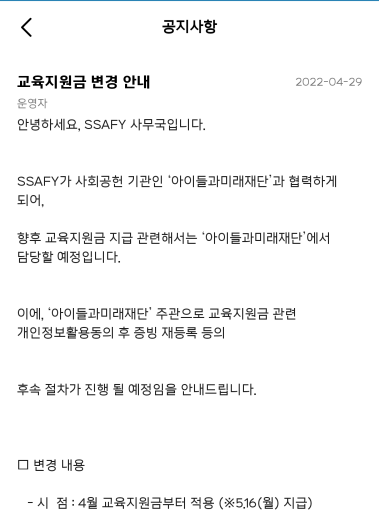 공지사항
교육지원금 변경 안내
2022-04-29
운영자
안녕하세요, SSAFY 사무국입니다.
SSAFY가 사회공헌 기관인 ‘아이들과미래재단’과 협력하게
되어,
향후 교육지원금 지급 관련해서는 ‘아이들과미래재단’에서
담당할 예정입니다.
이에, ‘아이들과미래재단’ 주관으로 교육지원금 관련
개인정보활용동의 후 증빙 재등록 등의
후속 절차가 진행 될 예정임을 안내드립니다.
□ 변경 내용
- 시  점 : 4월 교육지원금부터 적용 (※5.16(월) 지급)